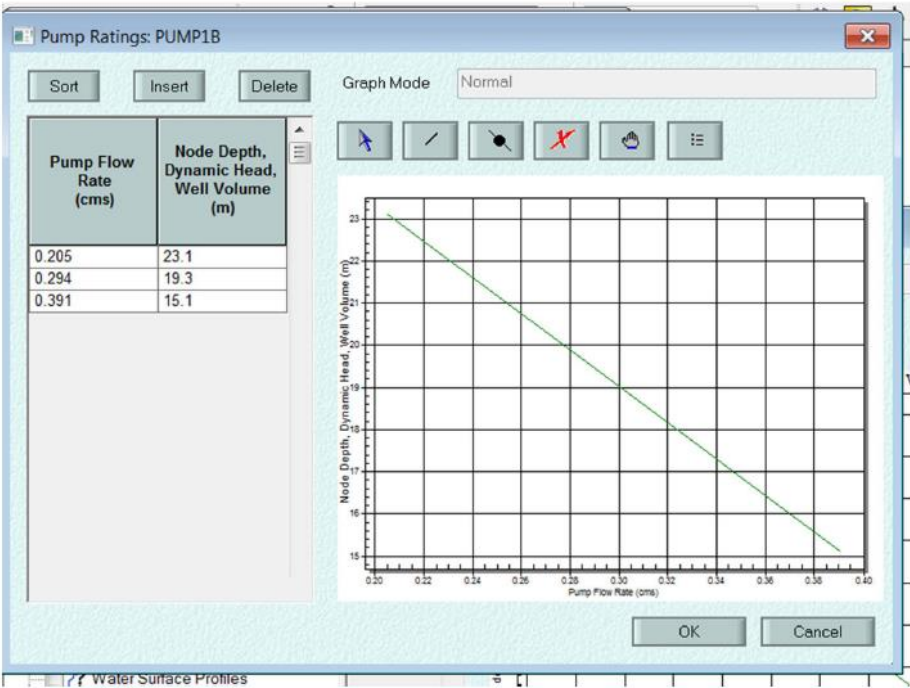 Pump Ratings: PUMP1B
Sort
Insert
Delete
Graph Mode
Normal
Pump Flow
Rate
(cms)
Node Depth,
Dynamic Head,
Well Volume
(m)
0.205
23.1
0.294
19.3
0.391
15.1
Node Depth, Dynamic Head, Well Volume (m)
23
22
21
20
19
18
17
16
15
0.20
0.22
0.24
0.26
0.28
0.30
0.32
0.34
0.36
0.38
0.40
Pump Flow Rate (cms)
OK
Cancel
Water Surface Profiles